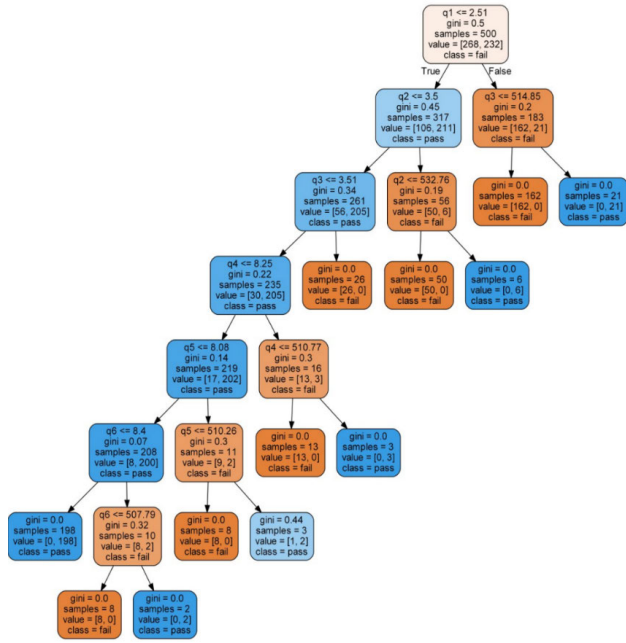 q1 <= 2.51
gini = 0.5
samples = 500
value = [268, 232]
class = fail
True
False
q2 <= 3.5
gini = 0.45
samples = 317
value = [106, 211]
class = pass
q3 <= 514.85
gini = 0.2
samples = 183
value = [162, 21]
class = fail
q3 <= 3.51
gini = 0.34
samples = 261
value = [56, 205]
class = pass
q2 <= 532.76
gini = 0.19
samples = 56
value = [50, 6]
class = fail
gini = 0.0
samples = 162
value = [162, 0]
class = fail
gini = 0.0
samples = 21
value = [0, 21]
class = pass
q4 <= 8.25
gini = 0.22
samples = 235
value = [30, 205]
class = pass
gini = 0.0
samples = 26
value = [26, 0]
class = fail
gini = 0.0
samples = 50
value = [50, 0]
class = fail
gini = 0.0
samples = 6
value = [0, 6]
class = pass
q5 <= 8.08
gini = 0.14
samples = 219
value = [17, 202]
class = pass
q4 <= 510.77
gini = 0.3
samples = 16
value = [13, 3]
class = fail
q6 <= 8.4
gini = 0.07
samples = 208
value = [8, 200]
class = pass
q5 <= 510.26
gini = 0.3
samples = 11
value = [9, 2]
class = fail
gini = 0.0
samples = 13
value = [13, 0]
class = fail
gini = 0.0
samples = 3
value = [0, 3]
class = pass
gini = 0.0
samples = 198
value = [0, 198]
class = pass
q6 <= 507.79
gini = 0.32
samples = 10
value = [8, 2]
class = fail
gini = 0.0
samples = 8
value = [8, 0]
class = fail
gini = 0.44
samples = 3
value = [1, 2]
class = pass
gini = 0.0
samples = 8
value = [8, 0]
class = fail
gini = 0.0
samples = 2
value = [0, 2]
class = pass